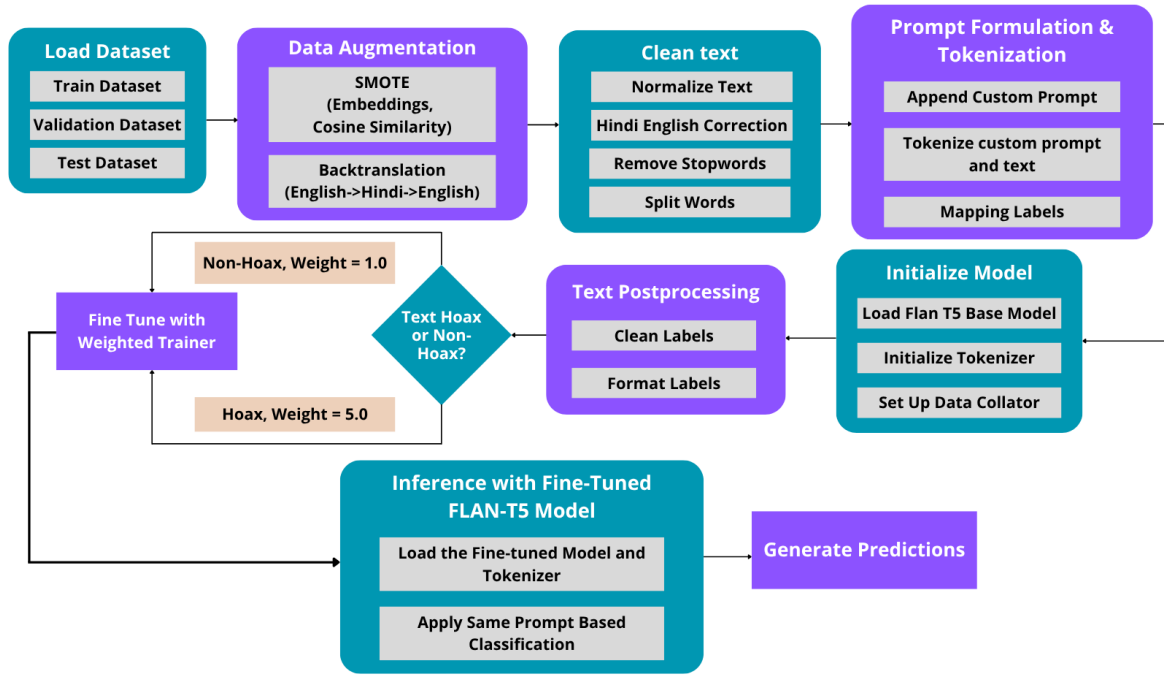 Load Dataset
Train Dataset
Validation Dataset
Test Dataset
Data Augmentation
SMOTE
(Embeddings,
Cosine Similarity)
Backtranslation
(English->Hindi->English)
Clean text
Normalize Text
Hindi English Correction
Remove Stopwords
Split Words
Prompt Formulation &
Tokenization
Append Custom Prompt
Tokenize custom prompt
and text
Mapping Labels
Initialize Model
Load Flan T5 Base Model
Initialize Tokenizer
Set Up Data Collator
Text Postprocessing
Clean Labels
Format Labels
Text Hoax
or Non-
Hoax?
Non-Hoax, Weight = 1.0
Hoax, Weight = 5.0
Fine Tune with
Weighted Trainer
Inference with Fine-Tuned
FLAN-T5 Model
Load the Fine-tuned Model and
Tokenizer
Apply Same Prompt Based
Classification
Generate Predictions